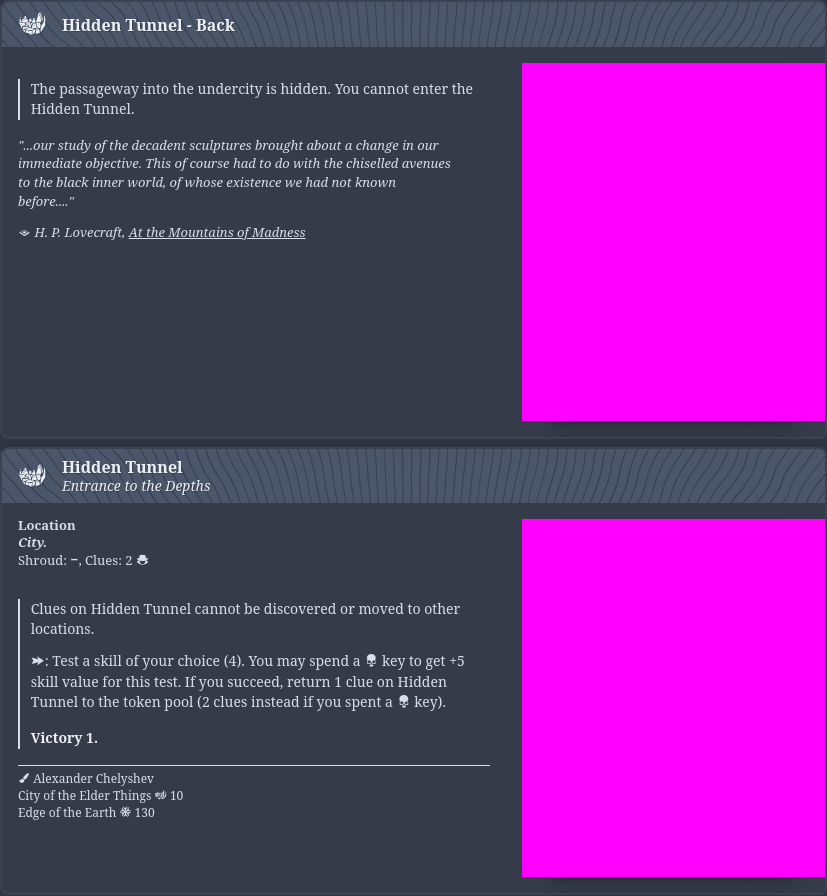 Hidden Tunnel - Back
The passageway into the undercity is hidden. You cannot enter the
Hidden Tunnel.
"...our study of the decadent sculptures brought about a change in our
immediate objective. This of course had to do with the chiselled avenues
to the black inner world, of whose existence we had not known
before...."
H. P. Lovecraft, At the Mountains of Madness
Hidden Tunnel
Entrance to the Depths
Location
City.
Shroud: –, Clues: 2
Clues on Hidden Tunnel cannot be discovered or moved to other
locations.
: Test a skill of your choice (4). You may spend a key to get +5
skill value for this test. If you succeed, return 1 clue on Hidden
Tunnel to the token pool (2 clues instead if you spent a key).
Victory 1.
Alexander Chelyshev
City of the Elder Things 10
Edge of the Earth 130